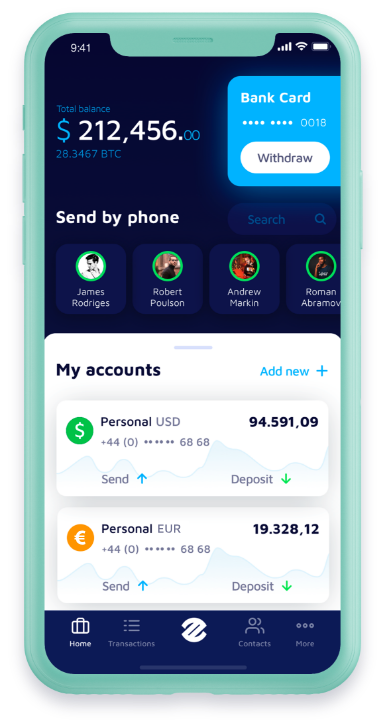 9:41
Total balance
$ 212,456.00
28.3467 BTC
Bank Card
•••• •••• 0018
Withdraw
Send by phone
Search
James
Rodriges
Robert
Poulson
Andrew
Markin
Roman
Abramov
My accounts
Add new +
$
Personal USD
94.591,09
+44 (0) •• •• •• 68 68
Send ↑
Deposit ↓
€
Personal EUR
19.328,12
+44 (0) •• •• •• 68 68
Send ↑
Deposit ↓
Home
Transactions
Contacts
More